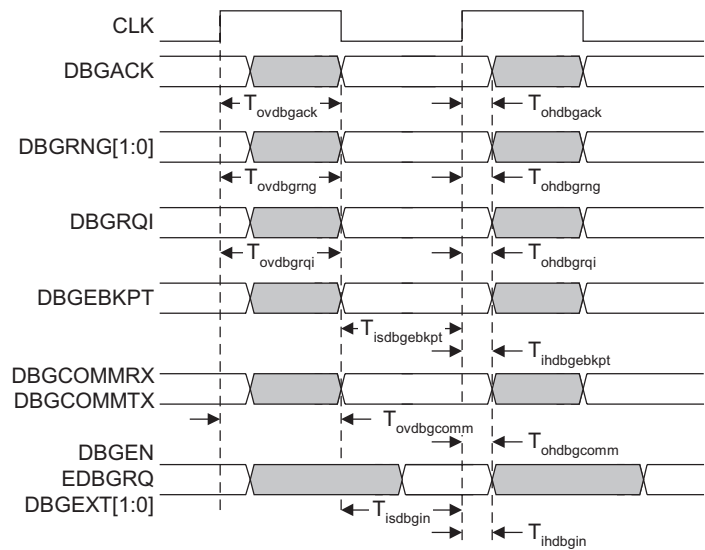 CLK
DBGACK
Tovdbgack
Tohdbgack
DBGRNG[1:0]
Tovdbgrng
Tohdbgrng
DBGRQI
Tovdbgrqi
Tohdbgrqi
DBGEBKPT
Tisdbgebkpt
Tihdbgebkpt
DBGCOMMRX
DBGCOMMTX
Tovdbgcomm
Tohdbgcomm
DBGEN
EDBGRQ
DBGEXT[1:0]
Tisdbgin
Tihdbgin